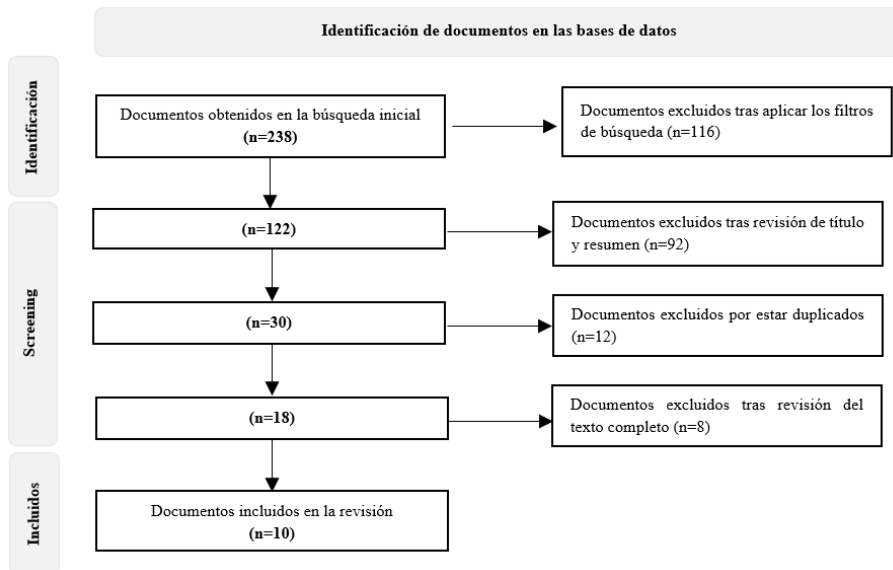 Identificación de documentos en las bases de datos
Identificación
Documentos obtenidos en la búsqueda inicial
(n=238)
Documentos excluidos tras aplicar los filtros
de búsqueda (n=116)
Screening
(n=122)
Documentos excluidos tras revisión de título
y resumen (n=92)
(n=30)
Documentos excluidos por estar duplicados
(n=12)
(n=18)
Documentos excluidos tras revisión del
texto completo (n=8)
Incluidos
Documentos incluidos en la revisión
(n=10)